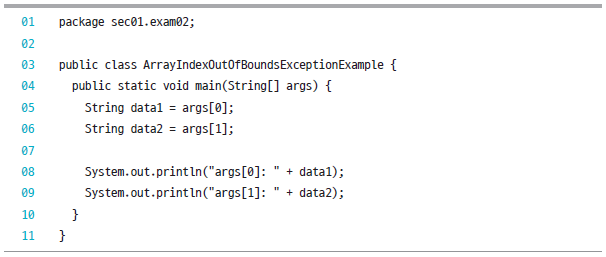 01 package sec01.exam02;
02
03 public class ArrayIndexOutOfBoundsExceptionExample {
04 public static void main(String[] args) {
05 String data1 = args[0];
06 String data2 = args[1];
07
08 System.out.println("args[0]: " + data1);
09 System.out.println("args[1]: " + data2);
10 }
11 }